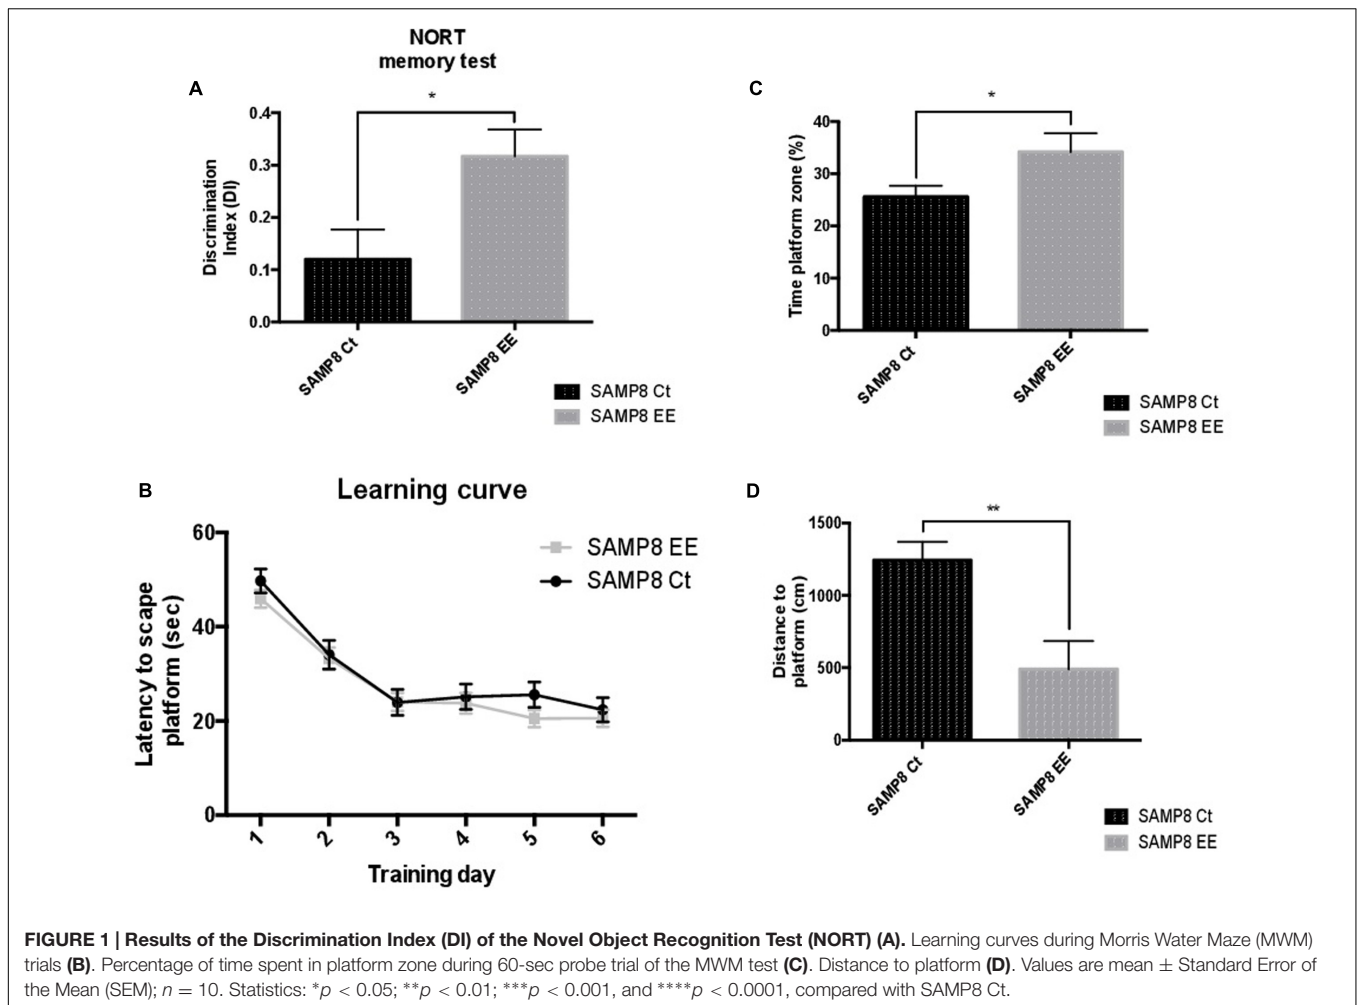 NORT
memory test
A
*
0.4
0.3
0.2
0.1
0.0
Discrimination
Index (DI)
SAMP8 Ct
SAMP8 EE
SAMP8 Ct
SAMP8 EE
C
*
40
30
20
10
0
Time platform zone (%)
SAMP8 Ct
SAMP8 EE
SAMP8 Ct
SAMP8 EE
B
Learning curve
60
40
20
0
Latency to scape
platform (sec)
SAMP8 EE
SAMP8 Ct
1
2
3
4
5
6
Training day
D
**
1500
1000
500
0
Distance to
platform (cm)
SAMP8 Ct
SAMP8 EE
SAMP8 Ct
SAMP8 EE
FIGURE 1 | Results of the Discrimination Index (DI) of the Novel Object Recognition Test (NORT) (A). Learning curves during Morris Water Maze (MWM)
trials (B). Percentage of time spent in platform zone during 60-sec probe trial of the MWM test (C). Distance to platform (D). Values are mean ± Standard Error of
the Mean (SEM); n = 10. Statistics: *p < 0.05; **p < 0.01; ***p < 0.001, and ****p < 0.0001, compared with SAMP8 Ct.